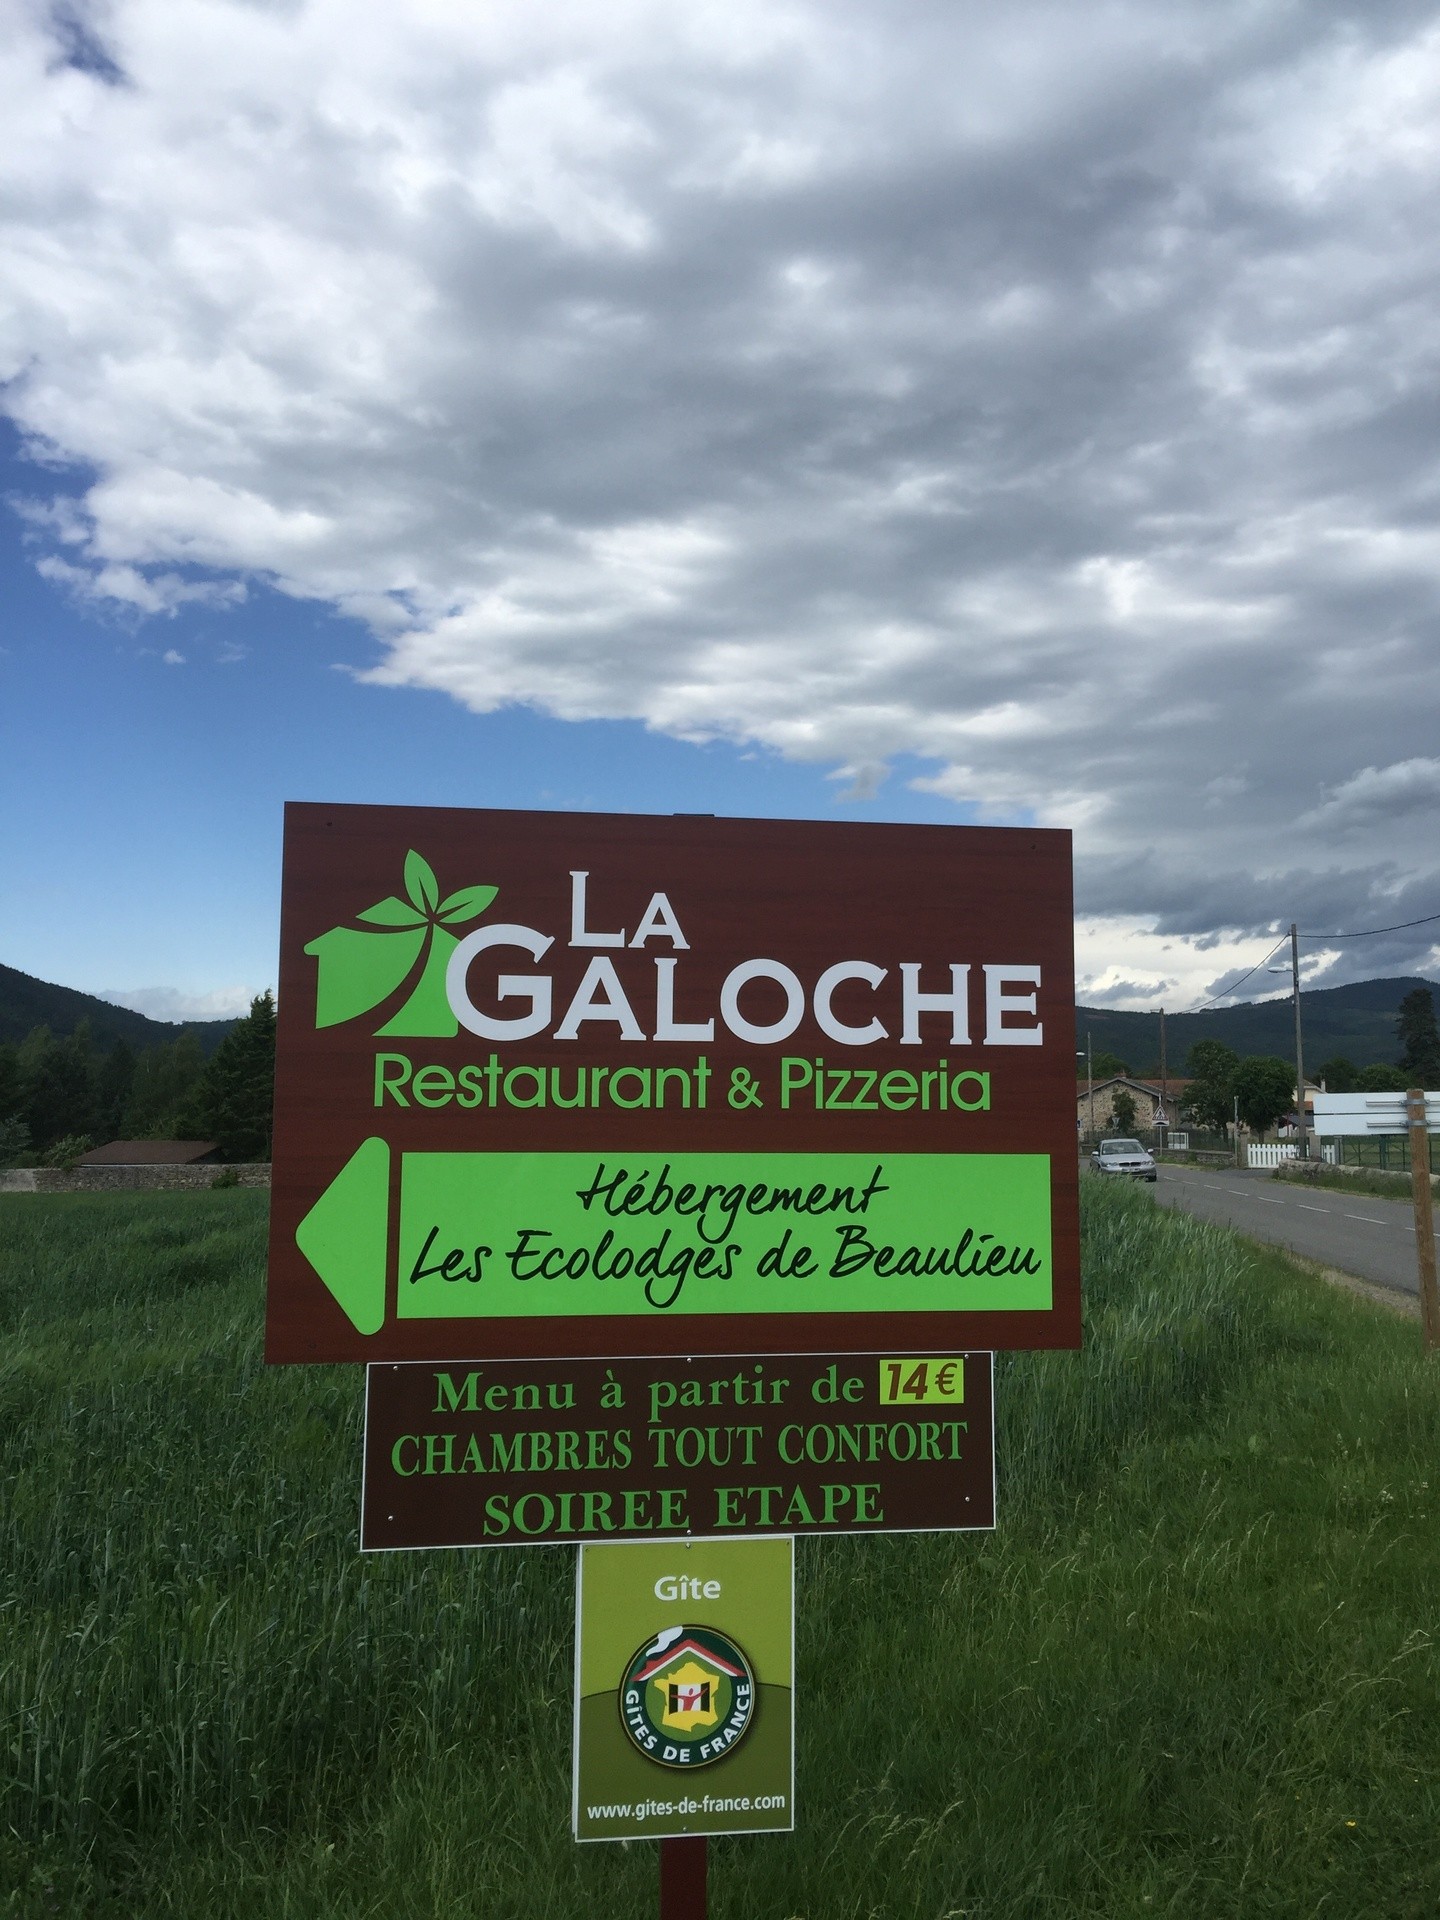 LA
GALOCHE
Restaurant & Pizzeria
Hébergement
Les Ecolodges de Beaulieu
Menu à partir de 14€
CHAMBRES TOUT CONFORT
SOIREE ETAPE
Gîte
GÎTES DE FRANCE
www.gites-de-france.com